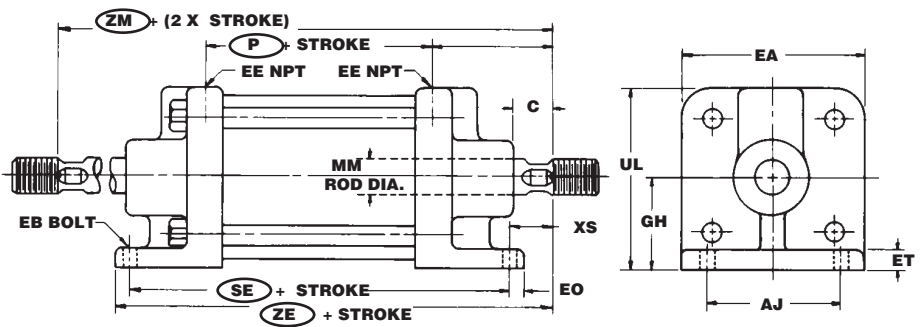 ZM + (2 X STROKE)
P + STROKE
EE NPT EE NPT
C
MM
ROD DIA.
EB BOLT
XS
SE + STROKE
EO
ZE + STROKE
EA
UL
GH
ET
AJ